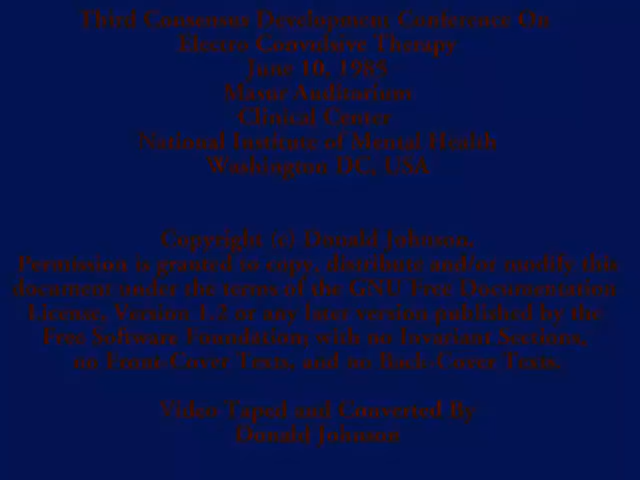 Third Consensus Development Conference On
Electro Convulsive Therapy
June 10, 1985
Masur Auditorium
Clinical Center
National Institute of Mental Health
Washington DC, USA
Copyright (c) Donald Johnson.
Permission is granted to copy, distribute and/or modify this
document under the terms of the GNU Free Documentation
License, Version 1.2 or any later version published by the
Free Software Foundation; with no Invariant Sections,
no Front-Cover Texts, and no Back-Cover Texts.
Video Taped and Converted By
Donald Johnson